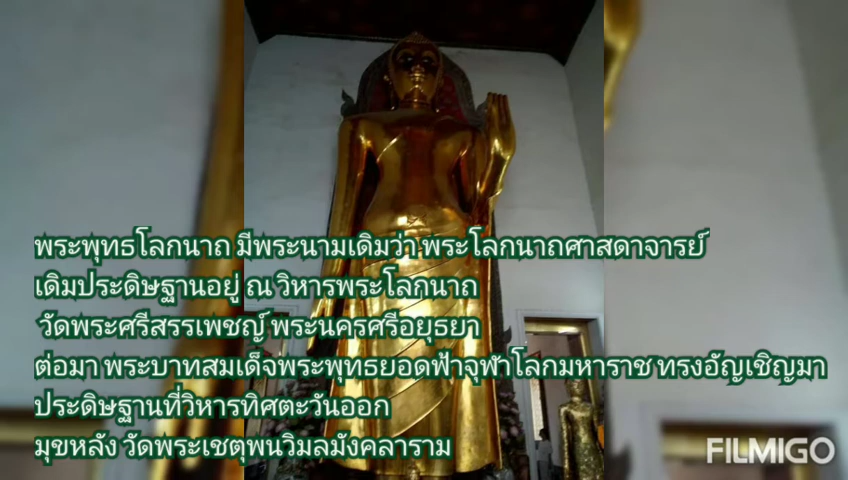 พระพุทธโลกนาถ มีพระนามเดิมว่า พระโลกนาถศาสดาจารย์
เดิมประดิษฐานอยู่ ณ วิหารพระโลกนาถ
วัดพระศรีสรรเพชญ์ พระนครศรีอยุธยา
ต่อมา พระบาทสมเด็จพระพุทธยอดฟ้าจุฬาโลกมหาราช ทรงอัญเชิญมา
ประดิษฐานที่วิหารทิศตะวันออก
มุขหลัง วัดพระเชตุพนวิมลมังคลาราม
FILMIGO